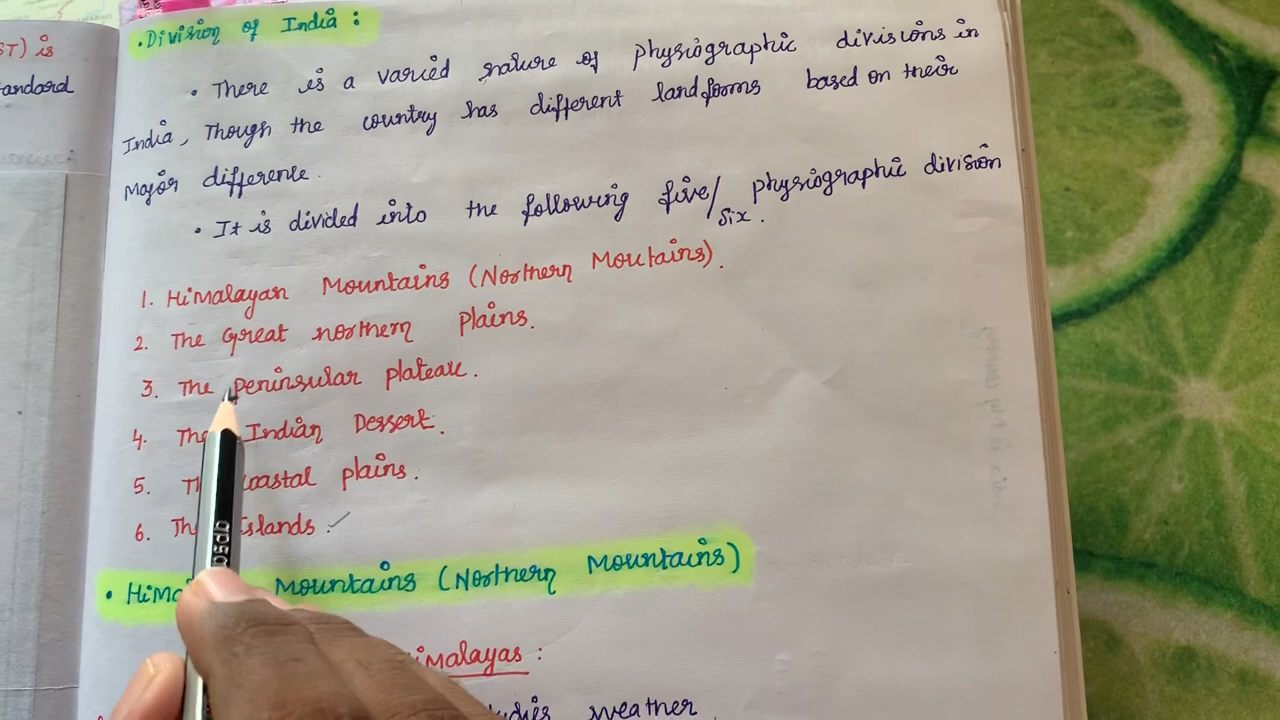 ST) is
andard
• Division of India :
• There is a varied nature of physiographic divisions in
India, Though the country has different landforms based on their
Major difference.
• It is divided into the following five/ physiographic division
Six.
1. Himalayan Mountains (Northern Moutains).
2. The Great northern plains.
3. The peninsular plateau.
4. The Indian Dessert.
5. The coastal plains.
6. The Islands. ✓
• Himalayan Mountains (Northern Mountains)
Himalayas :
weather